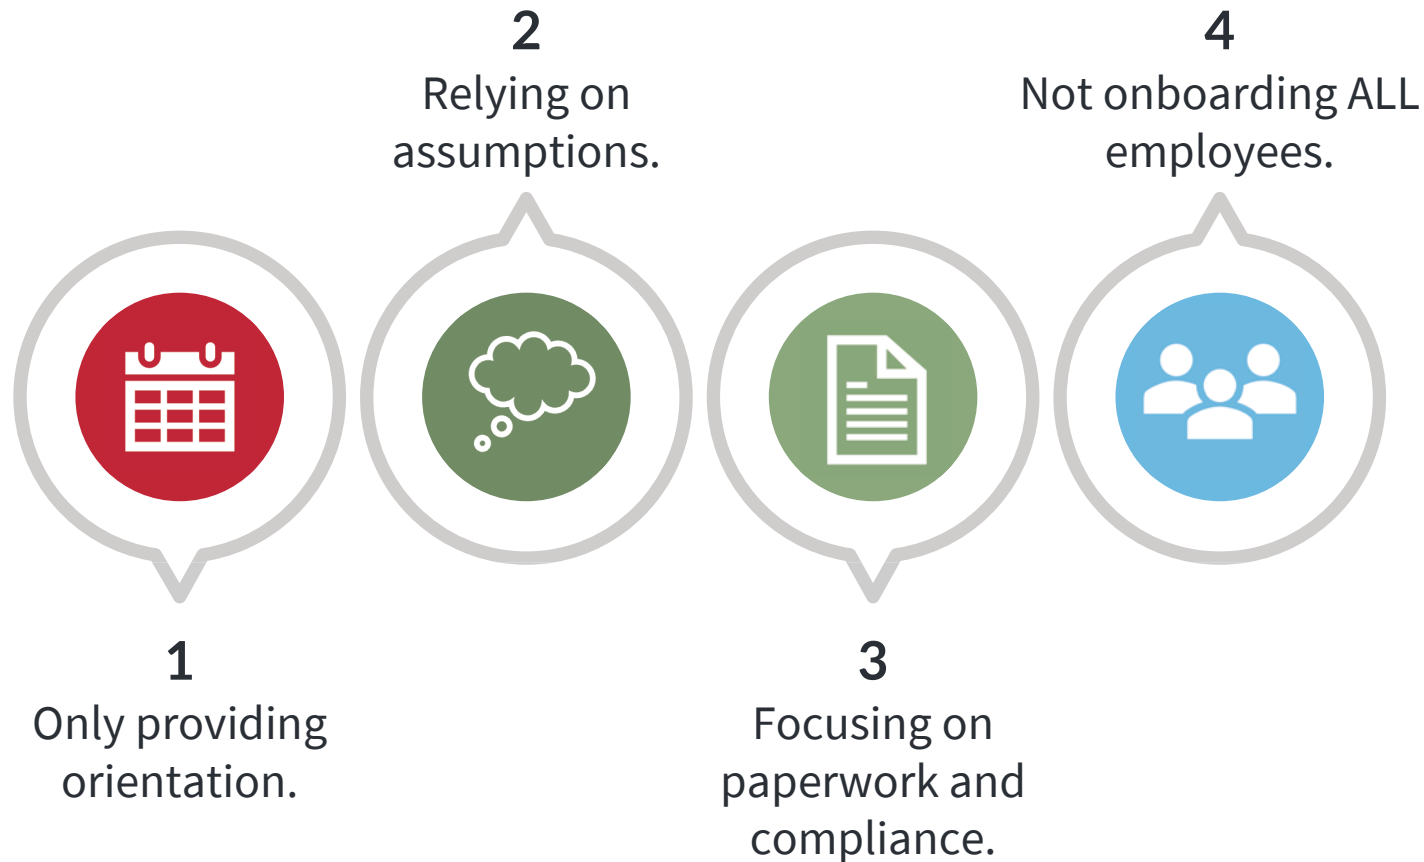 1
Only providing
orientation.
2
Relying on
assumptions.
3
Focusing on
paperwork and
compliance.
4
Not onboarding ALL
employees.